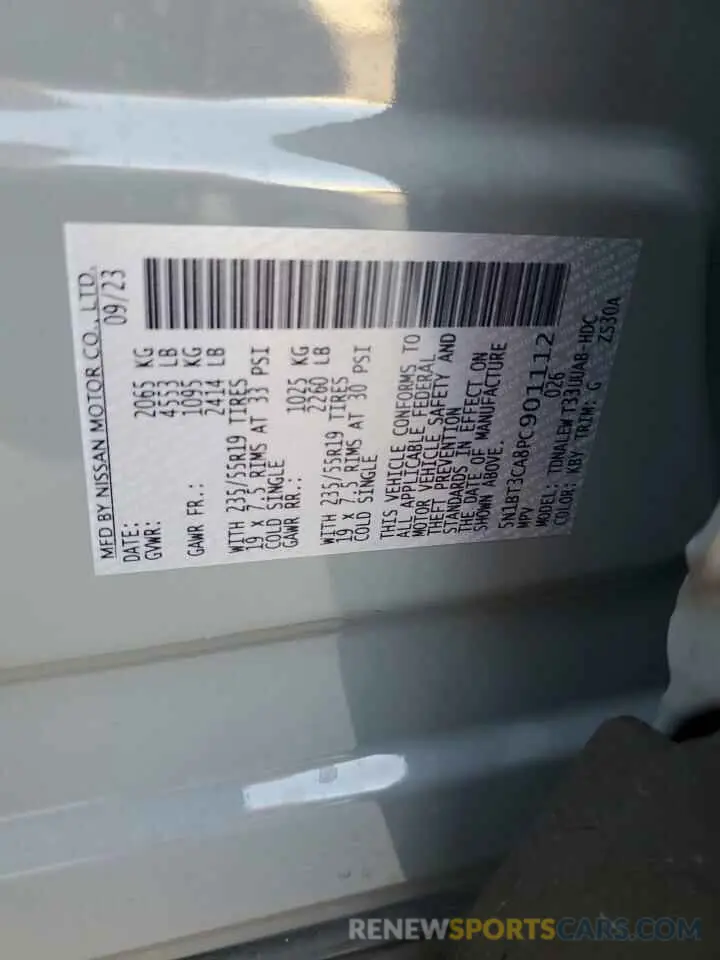 MFD BY NISSAN MOTOR CO., LTD.
DATE: 09/23
GVWR: 2065 KG
4553 LB
GAWR FR.: 1095 KG
2414 LB
WITH 235/55R19 TIRES
19 X 7.5 RIMS AT 33 PSI
COLD SINGLE
GAWR RR.: 1025 KG
2260 LB
WITH 235/55R19 TIRES
19 X 7.5 RIMS AT 30 PSI
COLD SINGLE
THIS VEHICLE CONFORMS TO
ALL APPLICABLE FEDERAL
MOTOR VEHICLE SAFETY AND
THEFT PREVENTION
STANDARDS IN EFFECT ON
THE DATE OF MANUFACTURE
SHOWN ABOVE.
5N1BT3CA8PC901112
MPV 026
MODEL: TDNALEW T33UUAB-HDC
COLOR: KBY TRIM: G ZS30A
RENEWSPORTSCARS.COM